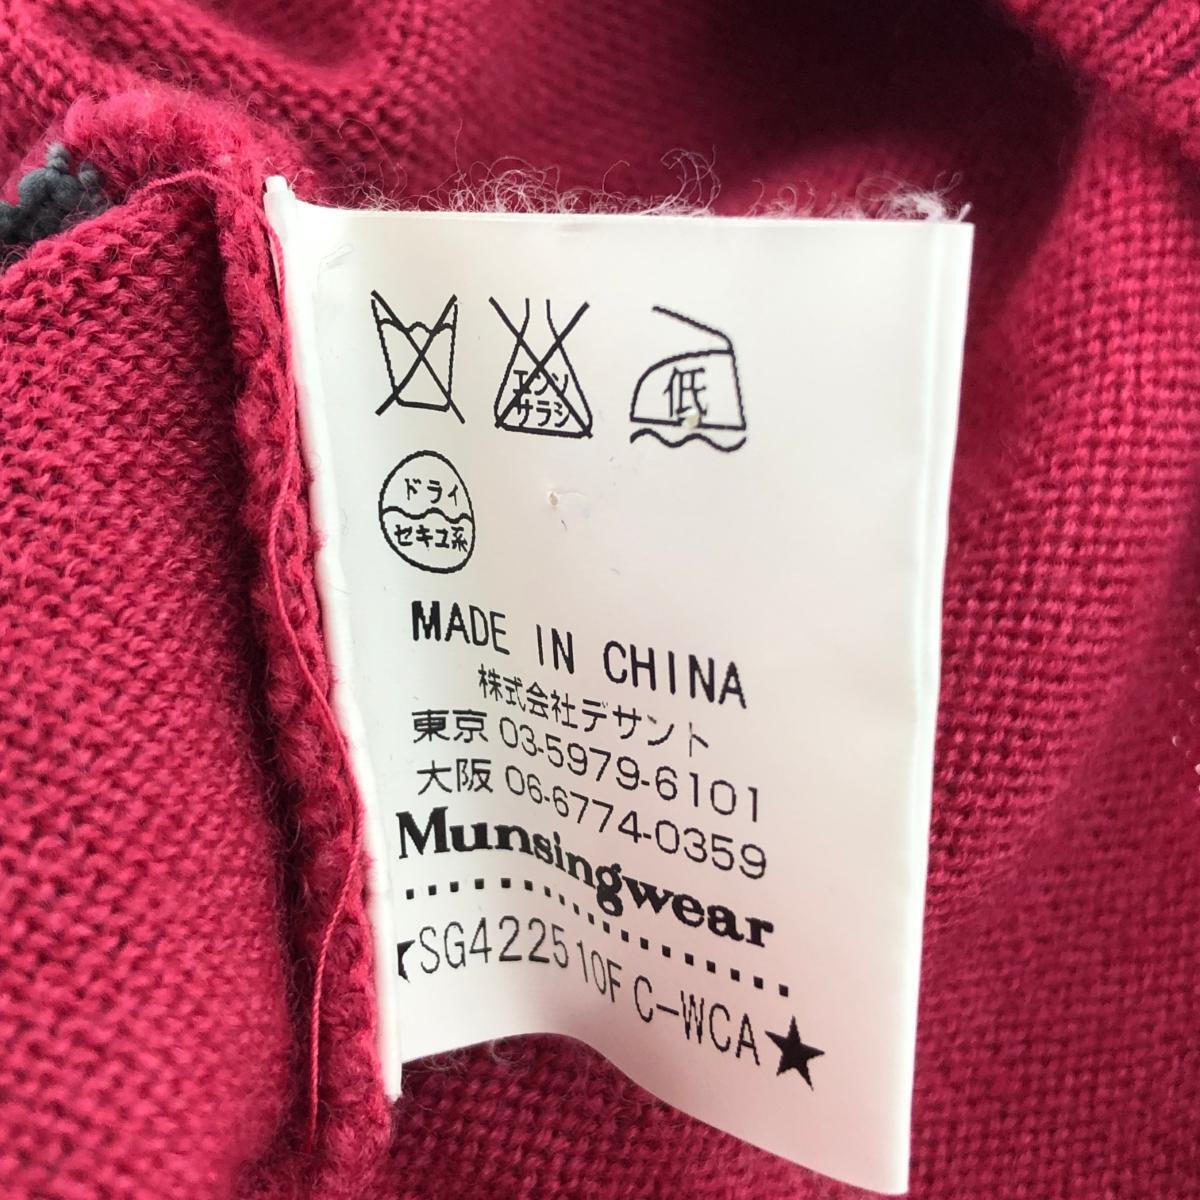 エンソ
サラシ
低
ドライ
セキユ系
MADE IN CHINA
株式会社デサント
東京 03-5979-6101
大阪 06-6774-0359
Munsingwear
★SG422510F C-WCA★